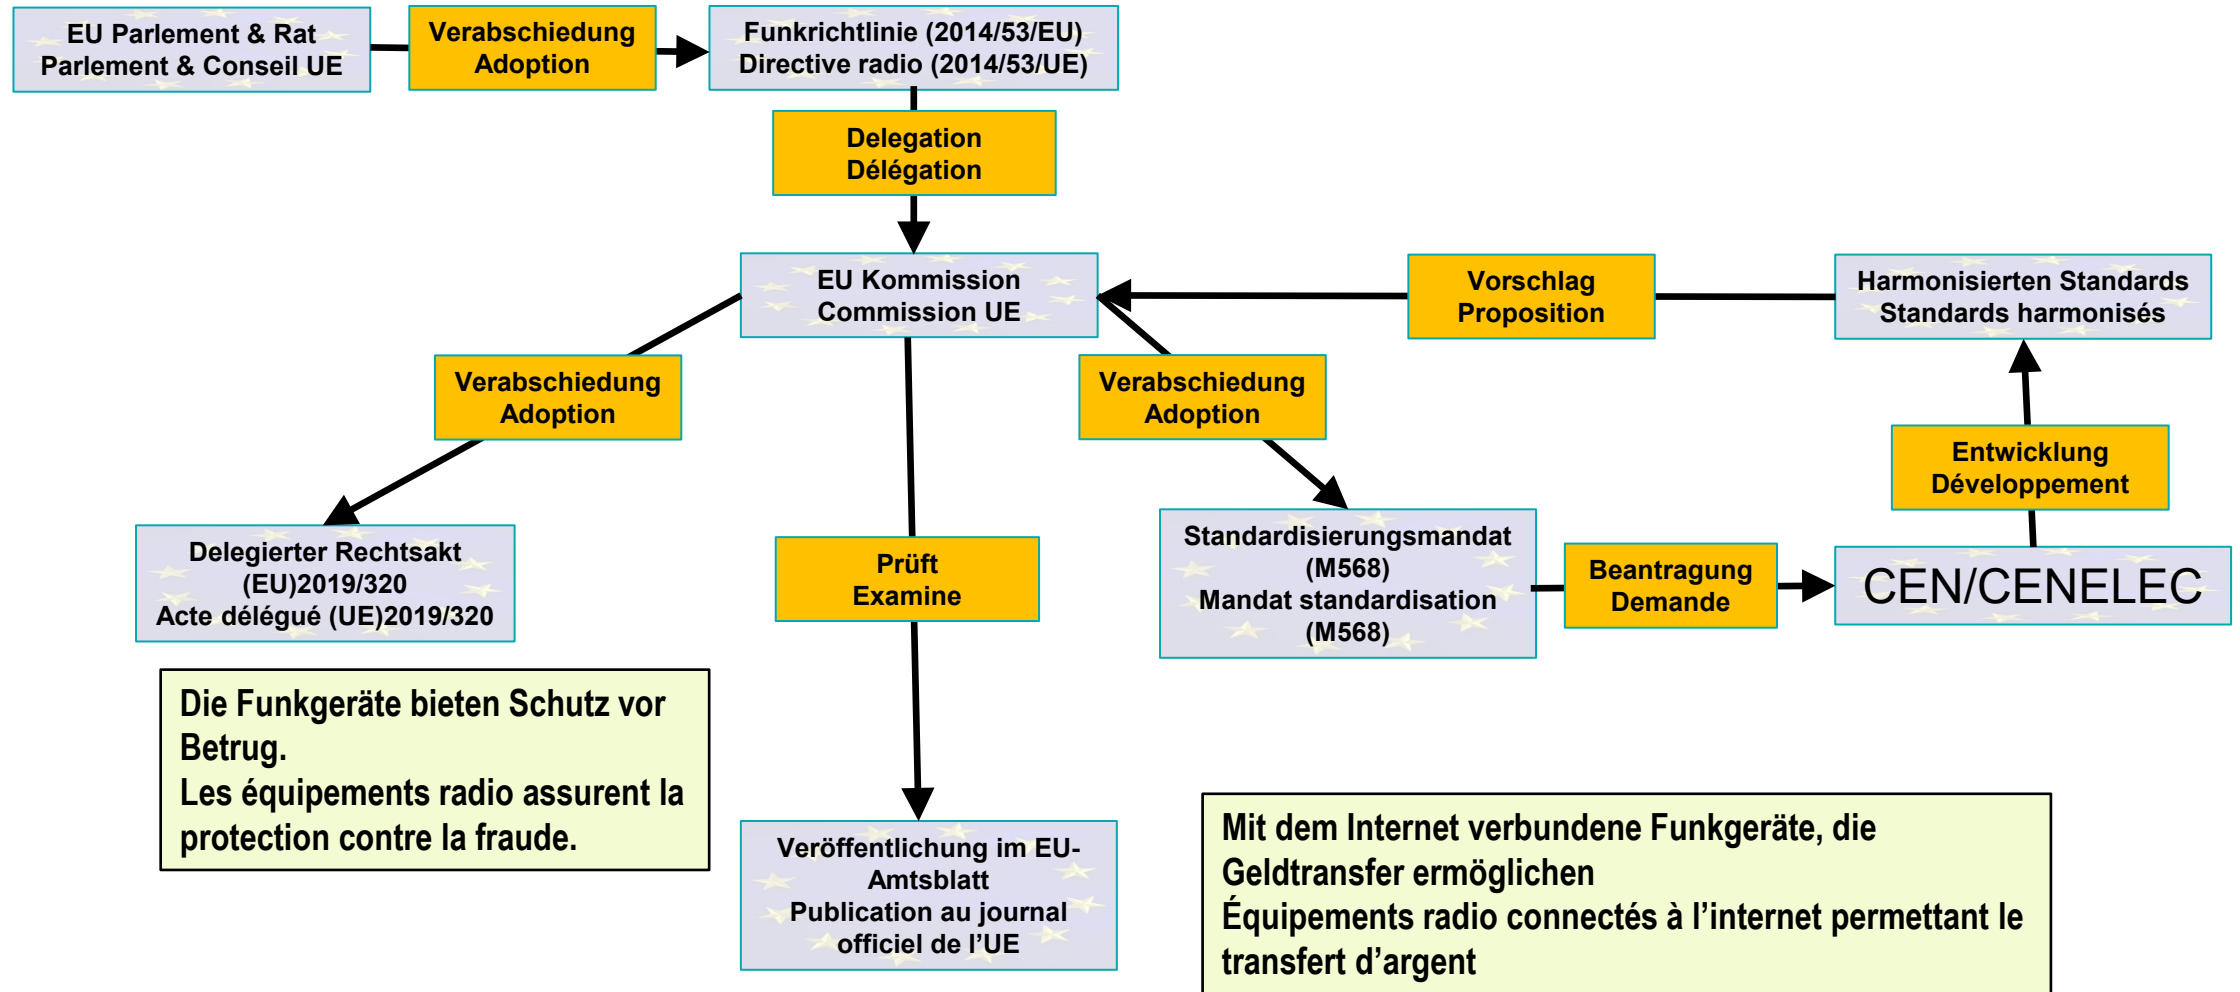 EU Parlement & Rat
Parlement & Conseil UE
Verabschiedung
Adoption
Funkrichtlinie (2014/53/EU)
Directive radio (2014/53/UE)
Delegation
Délégation
EU Kommission
Commission UE
Vorschlag
Proposition
Harmonisierten Standards
Standards harmonisés
Verabschiedung
Adoption
Verabschiedung
Adoption
Entwicklung
Développement
Delegierter Rechtsakt
(EU)2019/320
Acte délégué (UE)2019/320
Prüft
Examine
Standardisierungsmandat
(M568)
Mandat standardisation
(M568)
Beantragung
Demande
CEN/CENELEC
Die Funkgeräte bieten Schutz vor
Betrug.
Les équipements radio assurent la
protection contre la fraude.
Veröffentlichung im EU-
Amtsblatt
Publication au journal
officiel de l’UE
Mit dem Internet verbundene Funkgeräte, die
Geldtransfer ermöglichen
Équipements radio connectés à l’internet permettant le
transfert d’argent